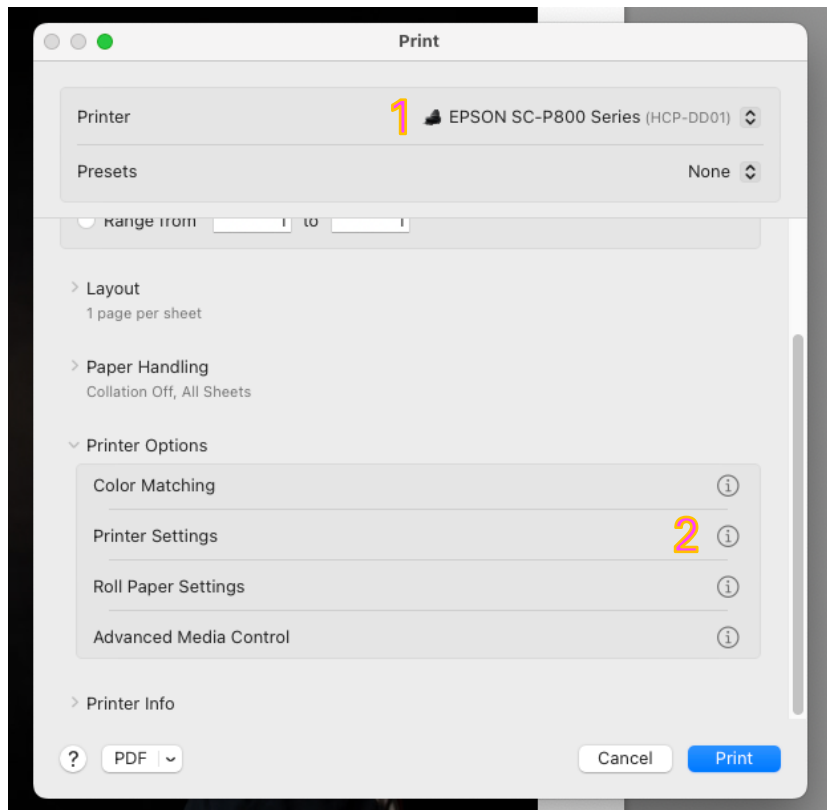 Print
Printer 1 EPSON SC-P800 Series (HCP-DD01)
Presets None
Range from 1 to 1
Layout
1 page per sheet
Paper Handling
Collation Off, All Sheets
Printer Options
Color Matching
Printer Settings 2
Roll Paper Settings
Advanced Media Control
Printer Info
? PDF Cancel Print